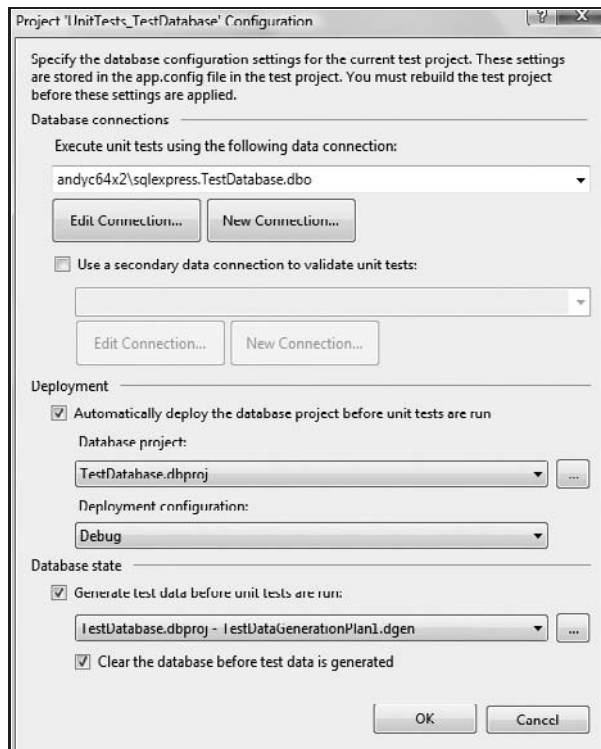 Project 'UnitTests_TestDatabase' Configuration
Specify the database configuration settings for the current test project. These settings
are stored in the app.config file in the test project. You must rebuild the test project
before these settings are applied.
Database connections
Execute unit tests using the following data connection:
andyc64x2\sqlexpress.TestDatabase.dbo
Edit Connection...
New Connection...
Use a secondary data connection to validate unit tests:
Edit Connection...
New Connection...
Deployment
Automatically deploy the database project before unit tests are run
Database project:
TestDatabase.dbproj
...
Deployment configuration:
Debug
Database state
Generate test data before unit tests are run:
TestDatabase.dbproj - TestDataGenerationPlan1.dgen
...
Clear the database before test data is generated
OK
Cancel